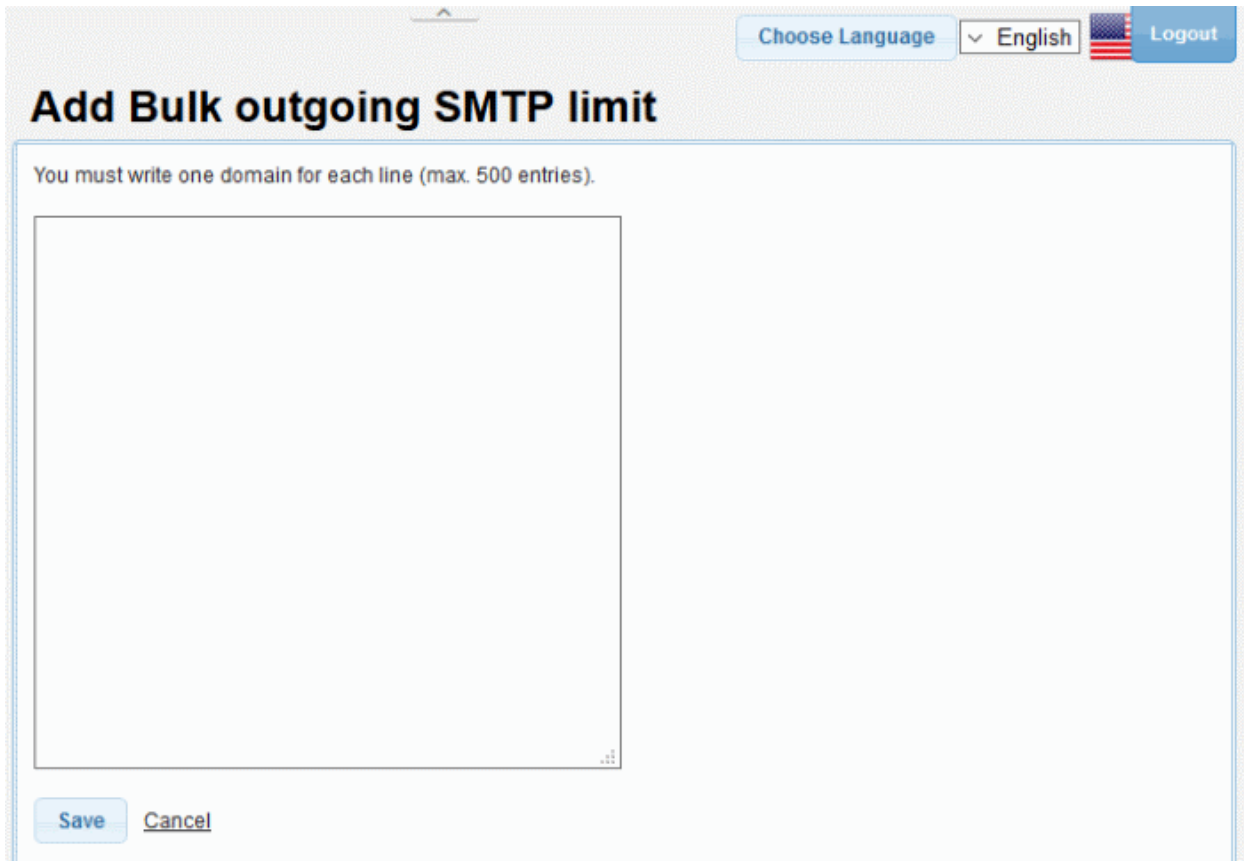 Choose Language English Logout
Add Bulk outgoing SMTP limit
You must write one domain for each line (max. 500 entries).
Save Cancel